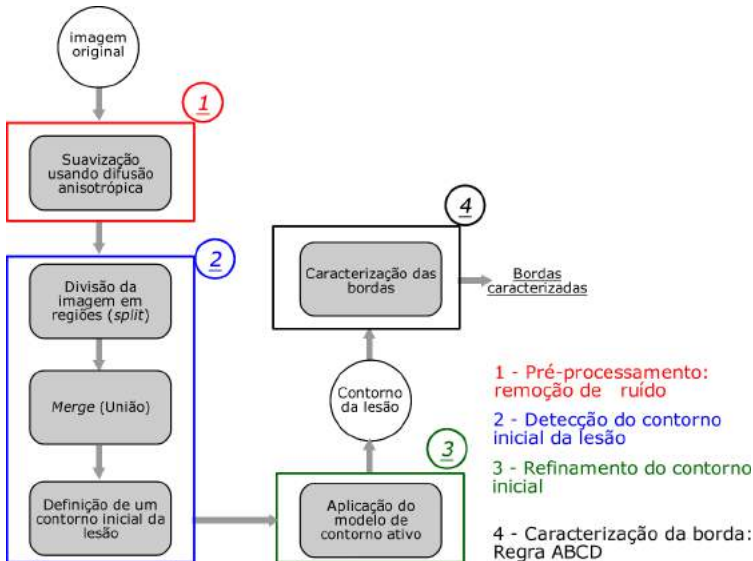 imagem
original
1
Suavização
usando difusão
anisotrópica
2
Divisão da
imagem em
regiões (split)
Merge (União)
Definição de um
contorno inicial da
lesão
3
Aplicação do
modelo de
contorno ativo
Contorno
da lesão
4
Caracterização das
bordas
Bordas
caracterizadas
1 - Pré-processamento:
remoção de ruído
2 - Detecção do contorno
inicial da lesão
3 - Refinamento do contorno
inicial
4 - Caracterização da borda:
Regra ABCD